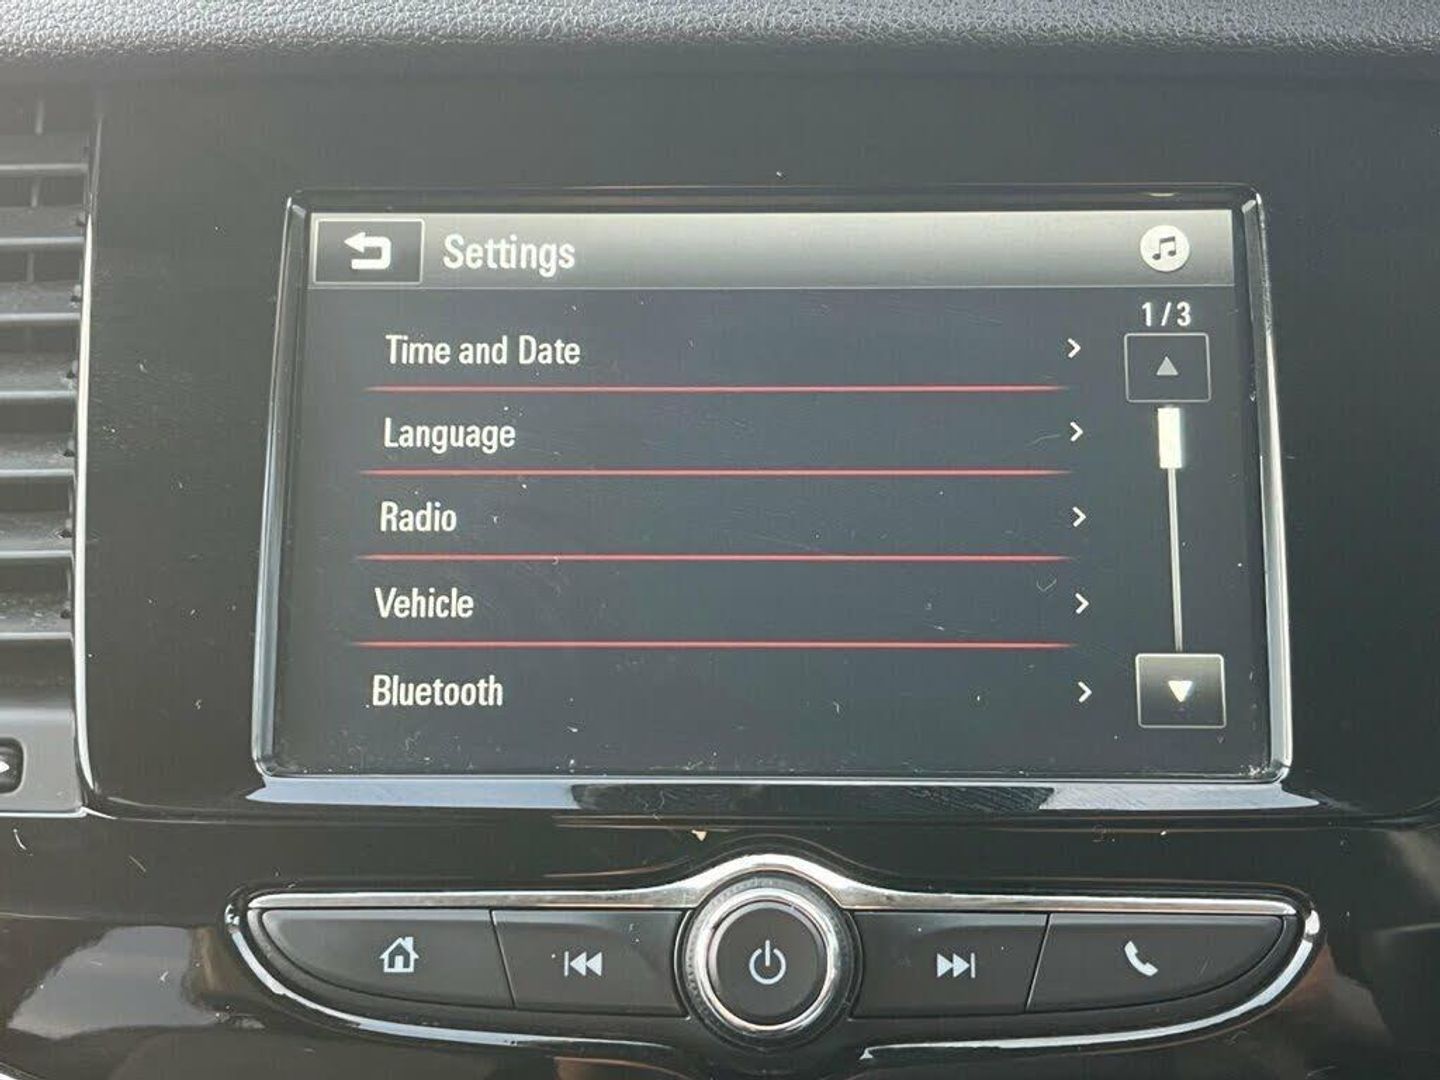 Settings
1/3
Time and Date
Language
Radio
Vehicle
Bluetooth